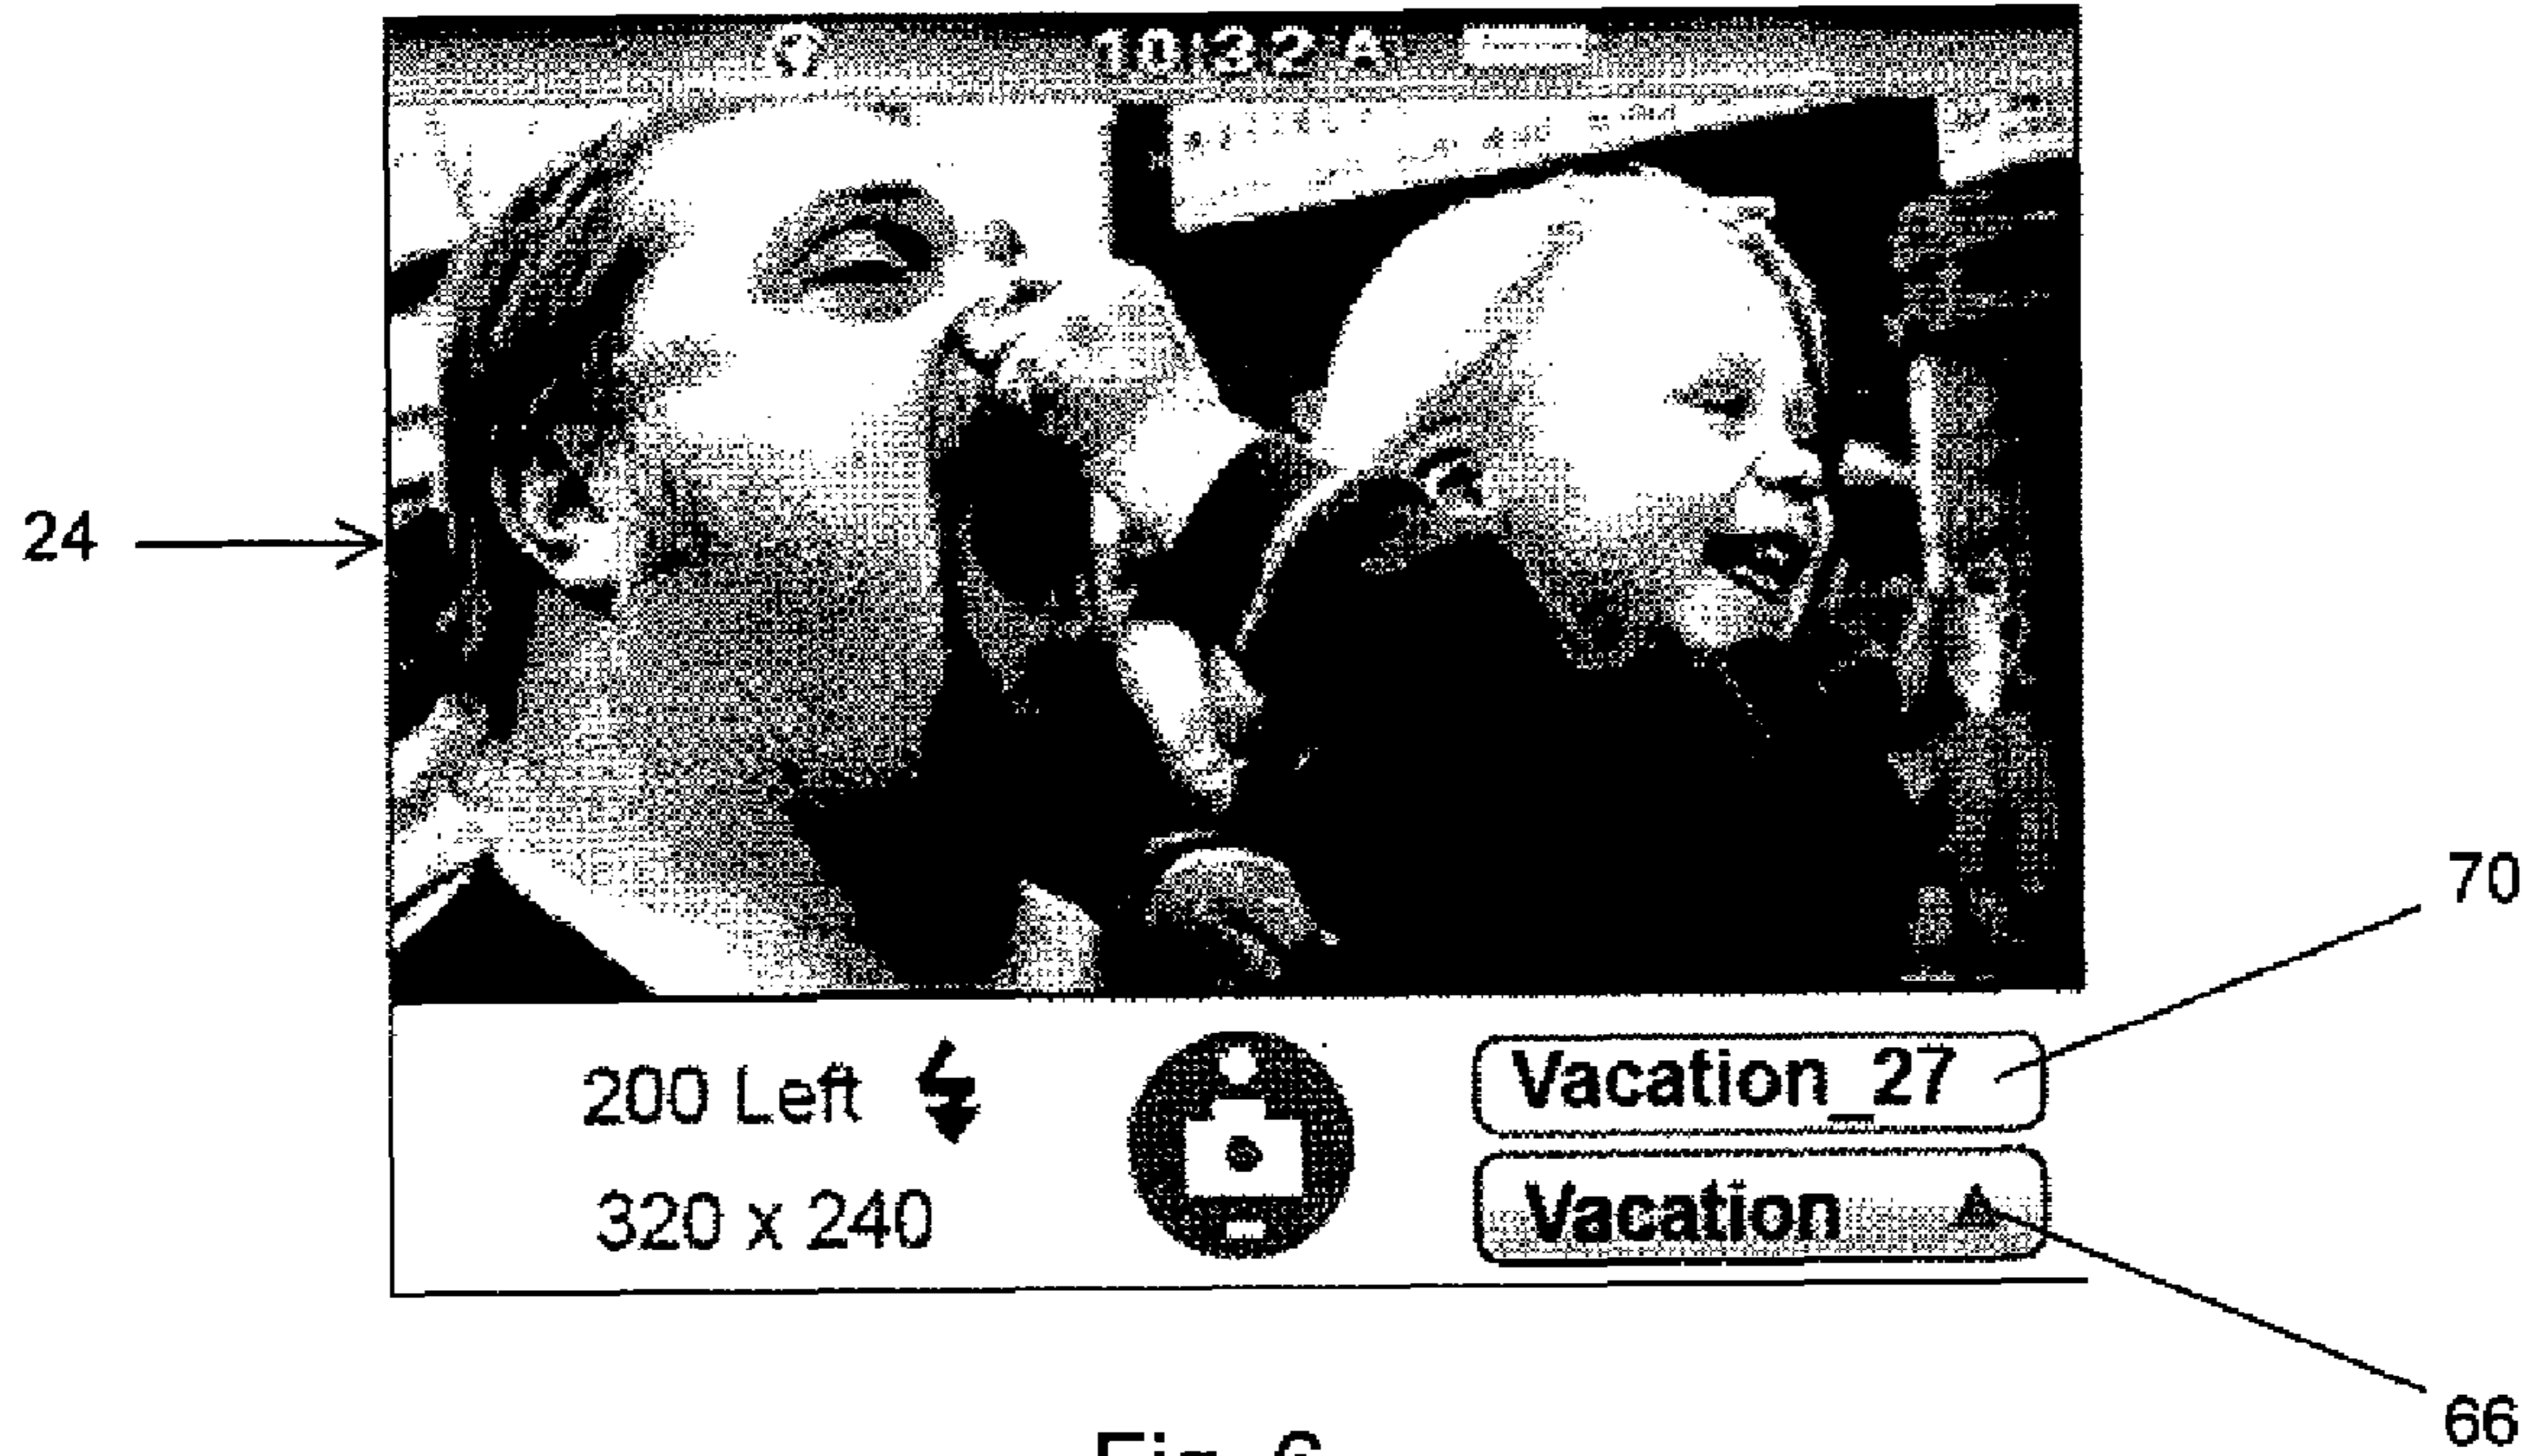 10:32 A
24
70
200 Left
Vacation_27
320 x 240
Vacation
66
Fig. 6